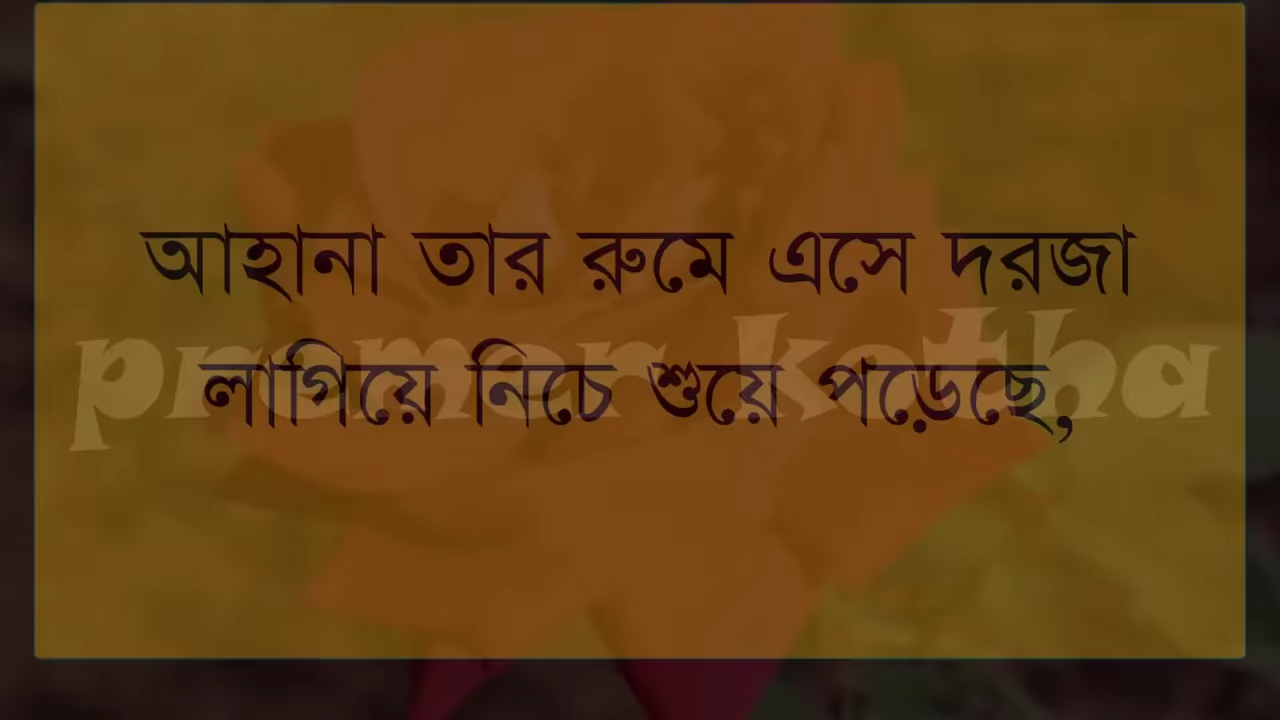 আহানা তার রুমে এসে দরজা
লাগিয়ে নিচে শুয়ে পড়েছে,
premer kotha